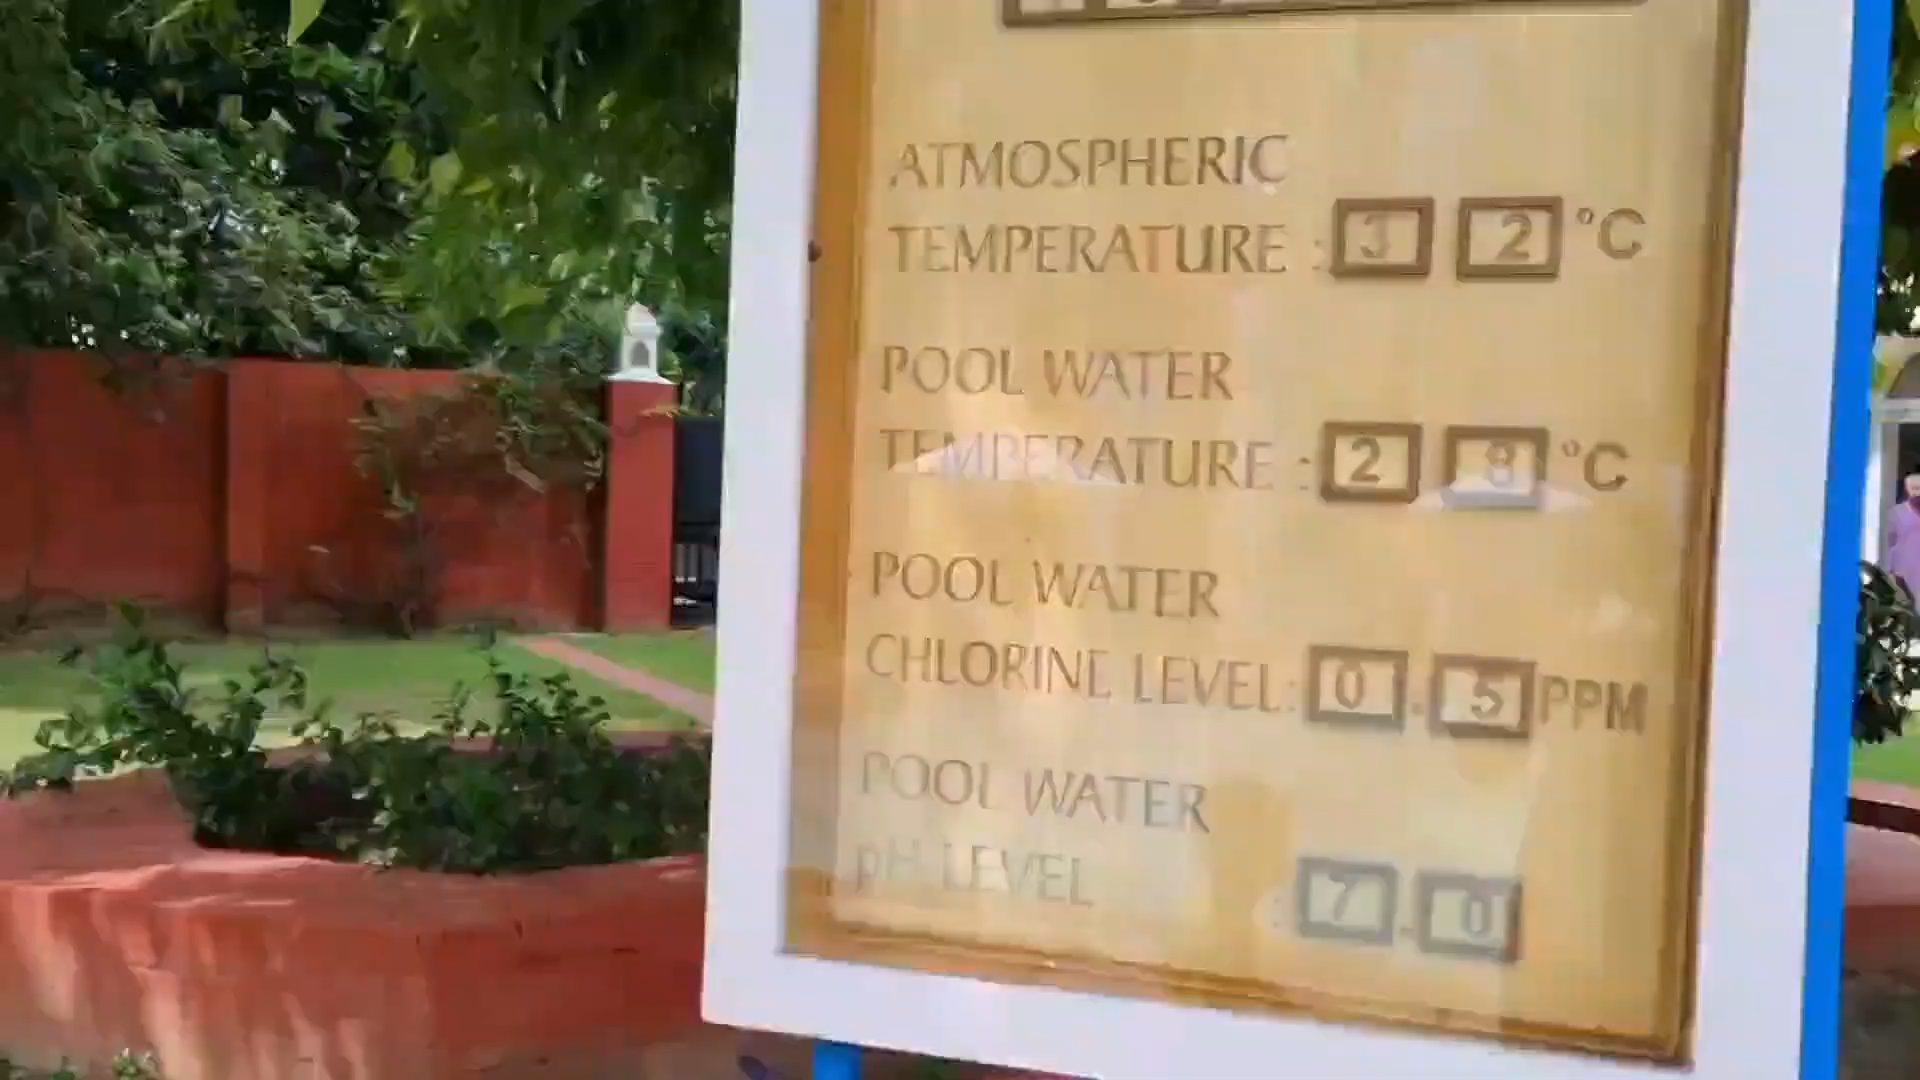 ATMOSPHERIC
TEMPERATURE : 3 2 °C
POOL WATER
TEMPERATURE : 2 8 °C
POOL WATER
CHLORINE LEVEL: 0 . 5 PPM
POOL WATER
pH LEVEL : 7 . 0